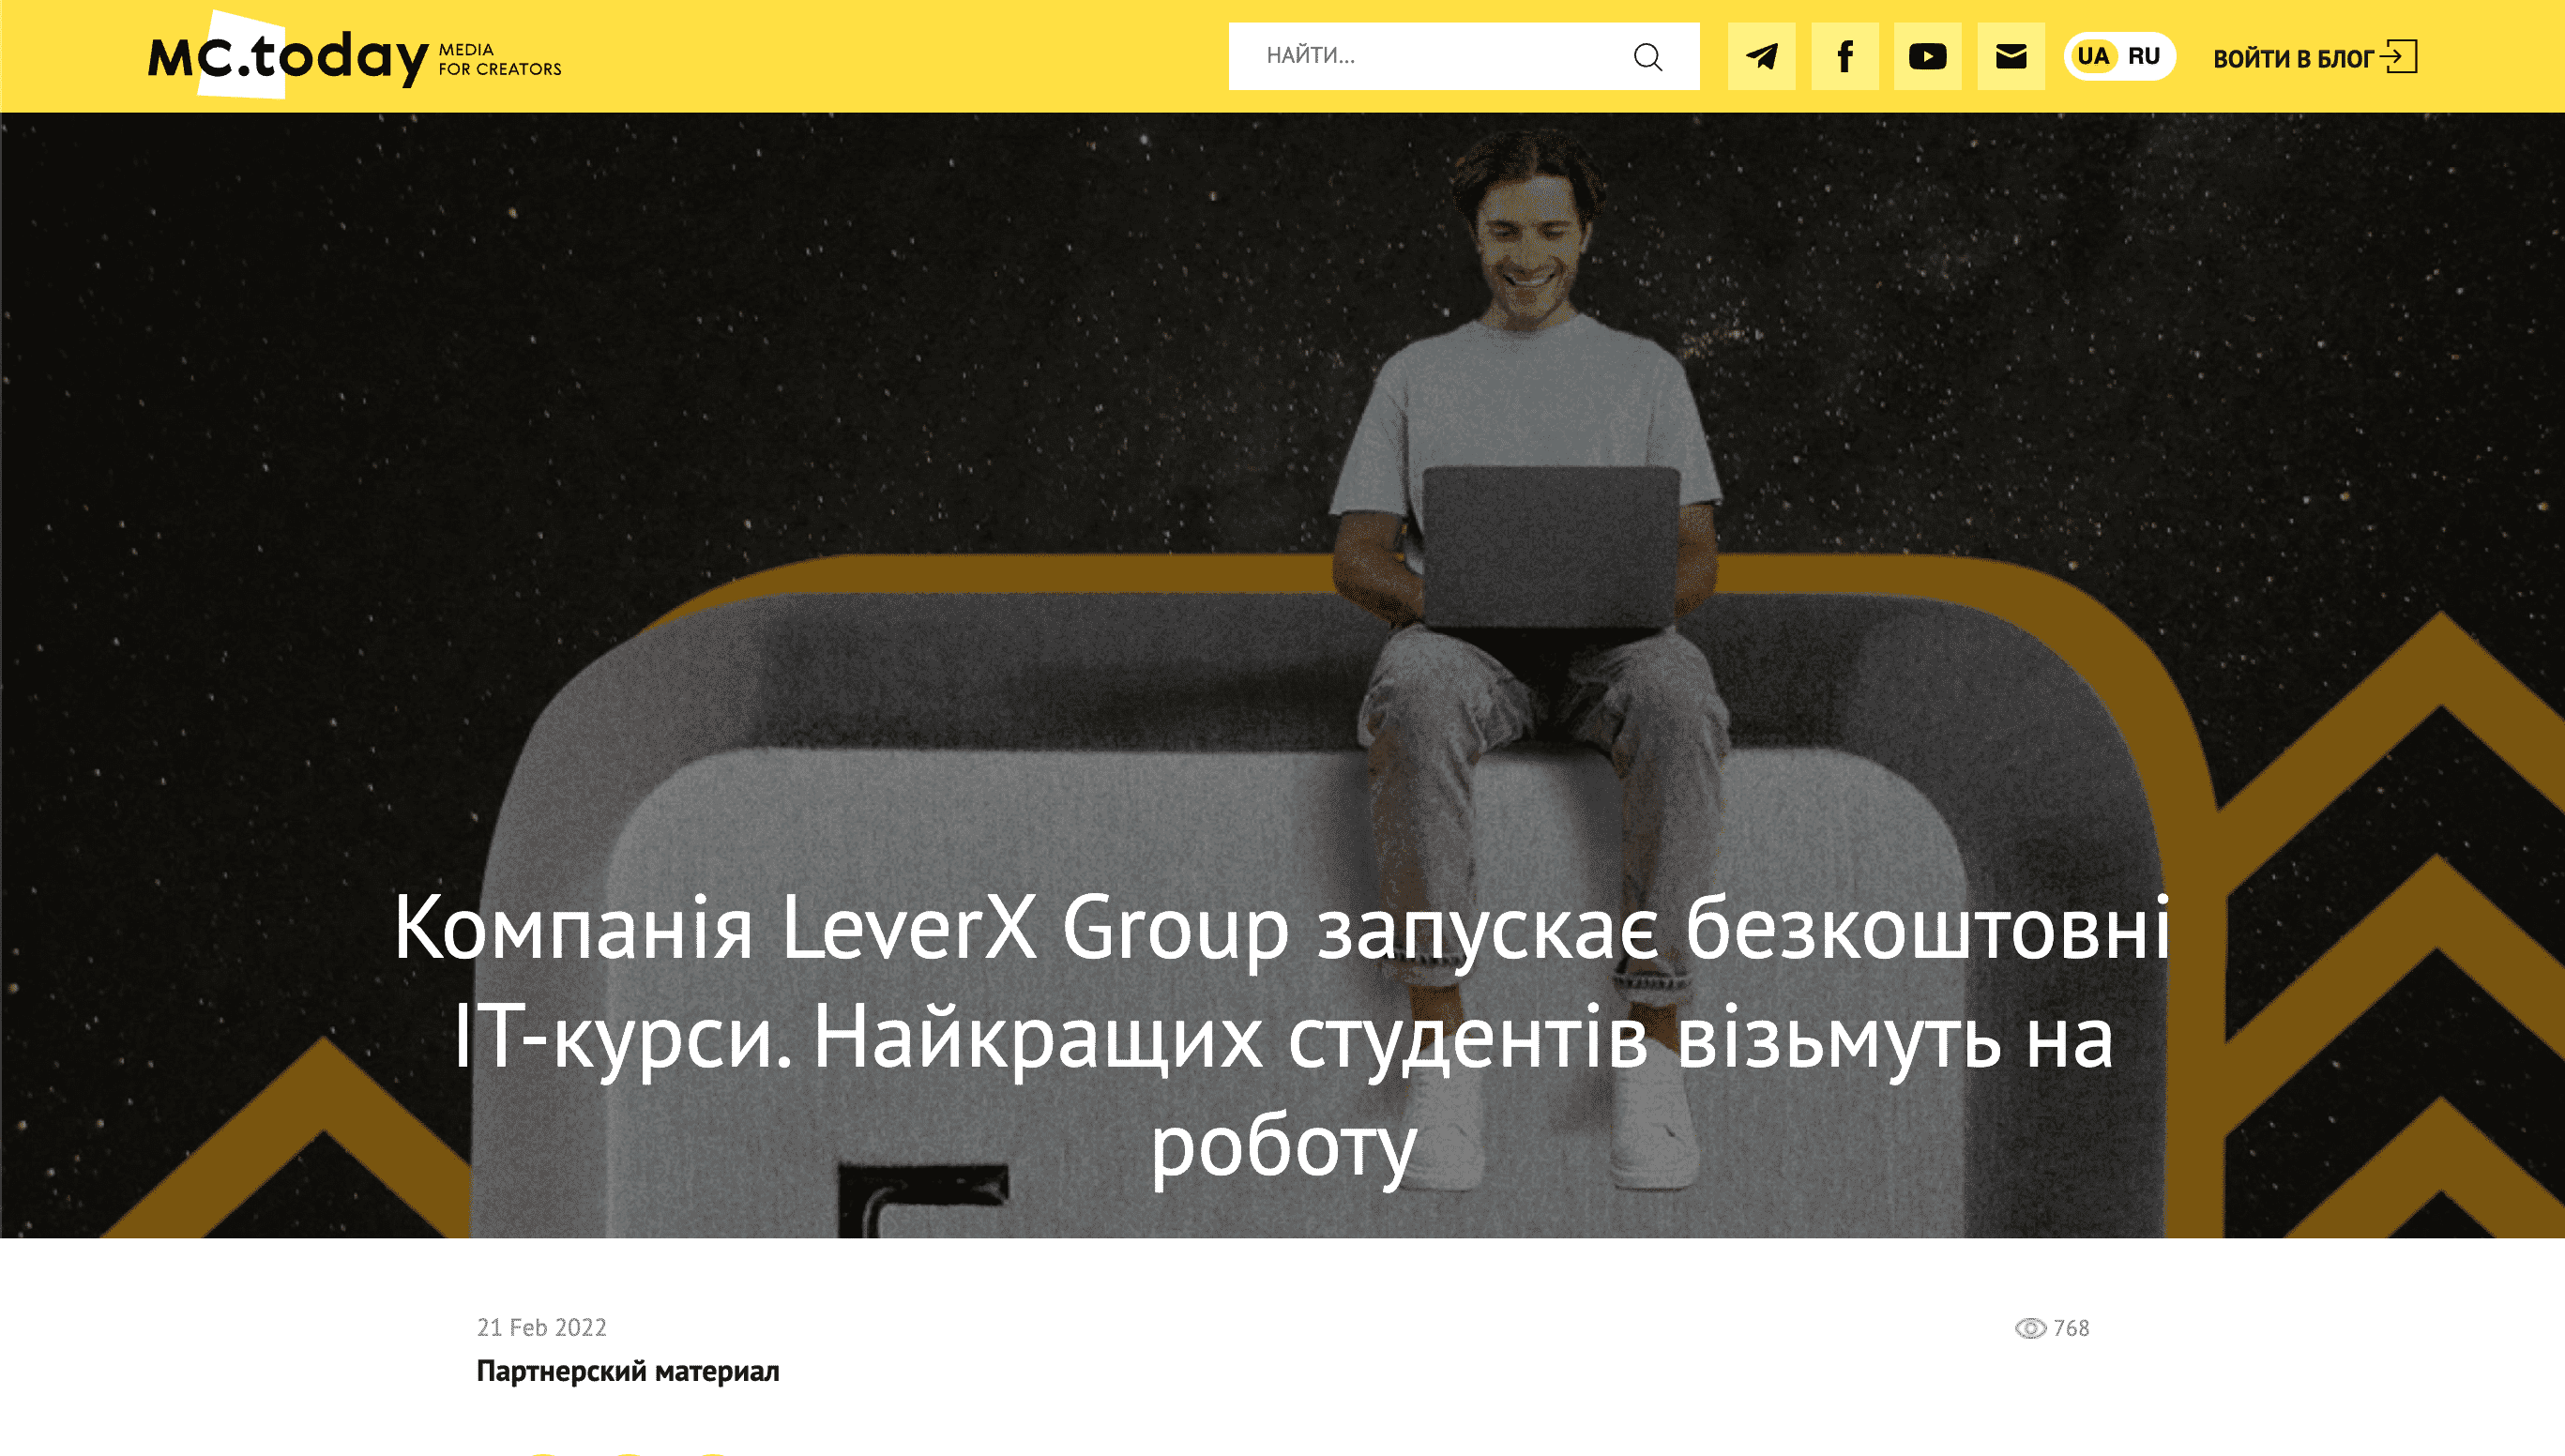 MC.today MEDIA
FOR CREATORS
НАЙТИ...
UA RU
ВОЙТИ В БЛОГ
Компанія LeverX Group запускає безкоштовні
ІТ-курси. Найкращих студентів візьмуть на
роботу
21 Feb 2022
768
Партнерский материал